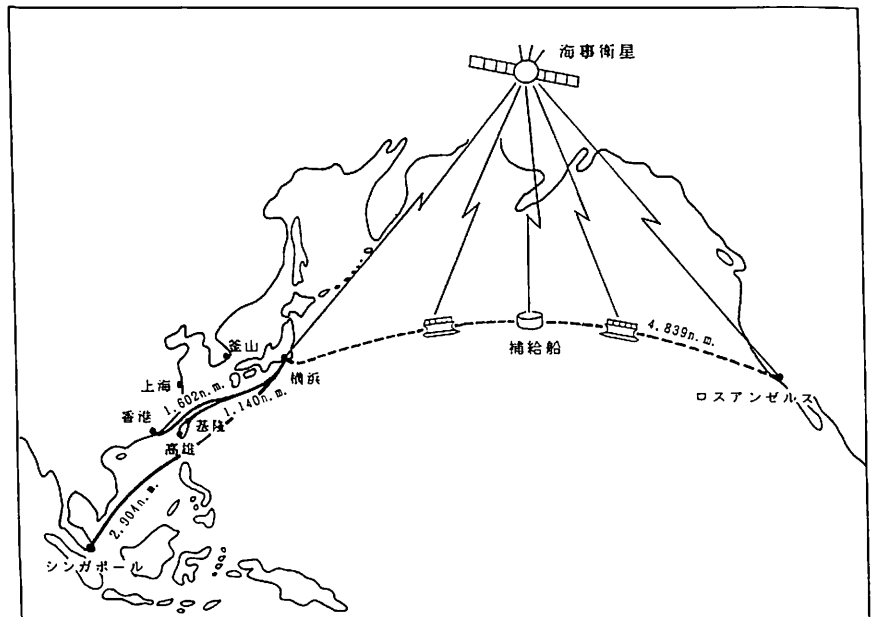 海事衛星
4.839n.m.
補給船
釜山
横浜
上海
ロスアンゼルス
1.602n.m.
1.140n.m.
香港
基隆
高雄
2.904n.m.
シンガポール